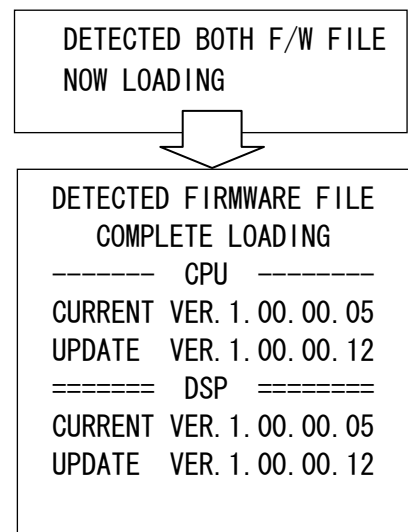 DETECTED BOTH F/W FILE
NOW LOADING
DETECTED FIRMWARE FILE
COMPLETE LOADING
------- CPU --------
CURRENT VER.1.00.00.05
UPDATE VER.1.00.00.12
======= DSP ========
CURRENT VER.1.00.00.05
UPDATE VER.1.00.00.12